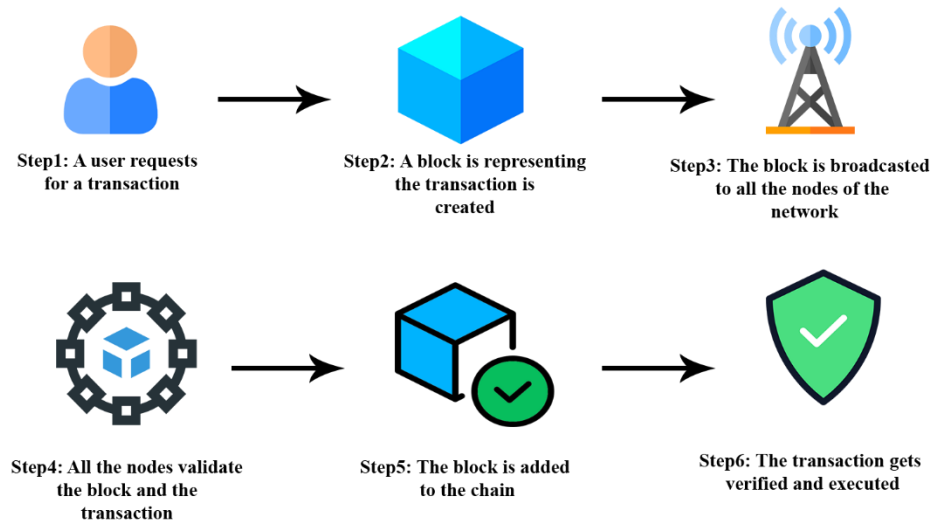 Step1: A user requests
for a transaction
Step2: A block is representing
the transaction is
created
Step3: The block is broadcasted
to all the nodes of the
network
Step4: All the nodes validate
the block and the
transaction
Step5: The block is added
to the chain
Step6: The transaction gets
verified and executed